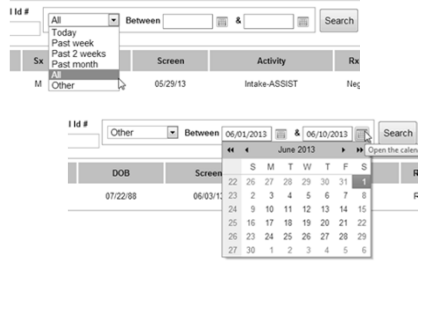 l Id #
All Between & Search
Today
Past week
Past 2 weeks
Past month
All
Other
Sx Screen Activity Rx
M 05/29/13 Intake-ASSIST Neg
l Id #
Other Between 06/01/2013 & 06/10/2013 Search
June 2013 Open the calen
DOB Screen R
07/22/88 06/03/1 R
S M T W T F S
22 26 27 28 29 30 31 1
23 2 3 4 5 6 7 8
24 9 10 11 12 13 14 15
25 16 17 18 19 20 21 22
26 23 24 25 26 27 28 29
27 30 1 2 3 4 5 6